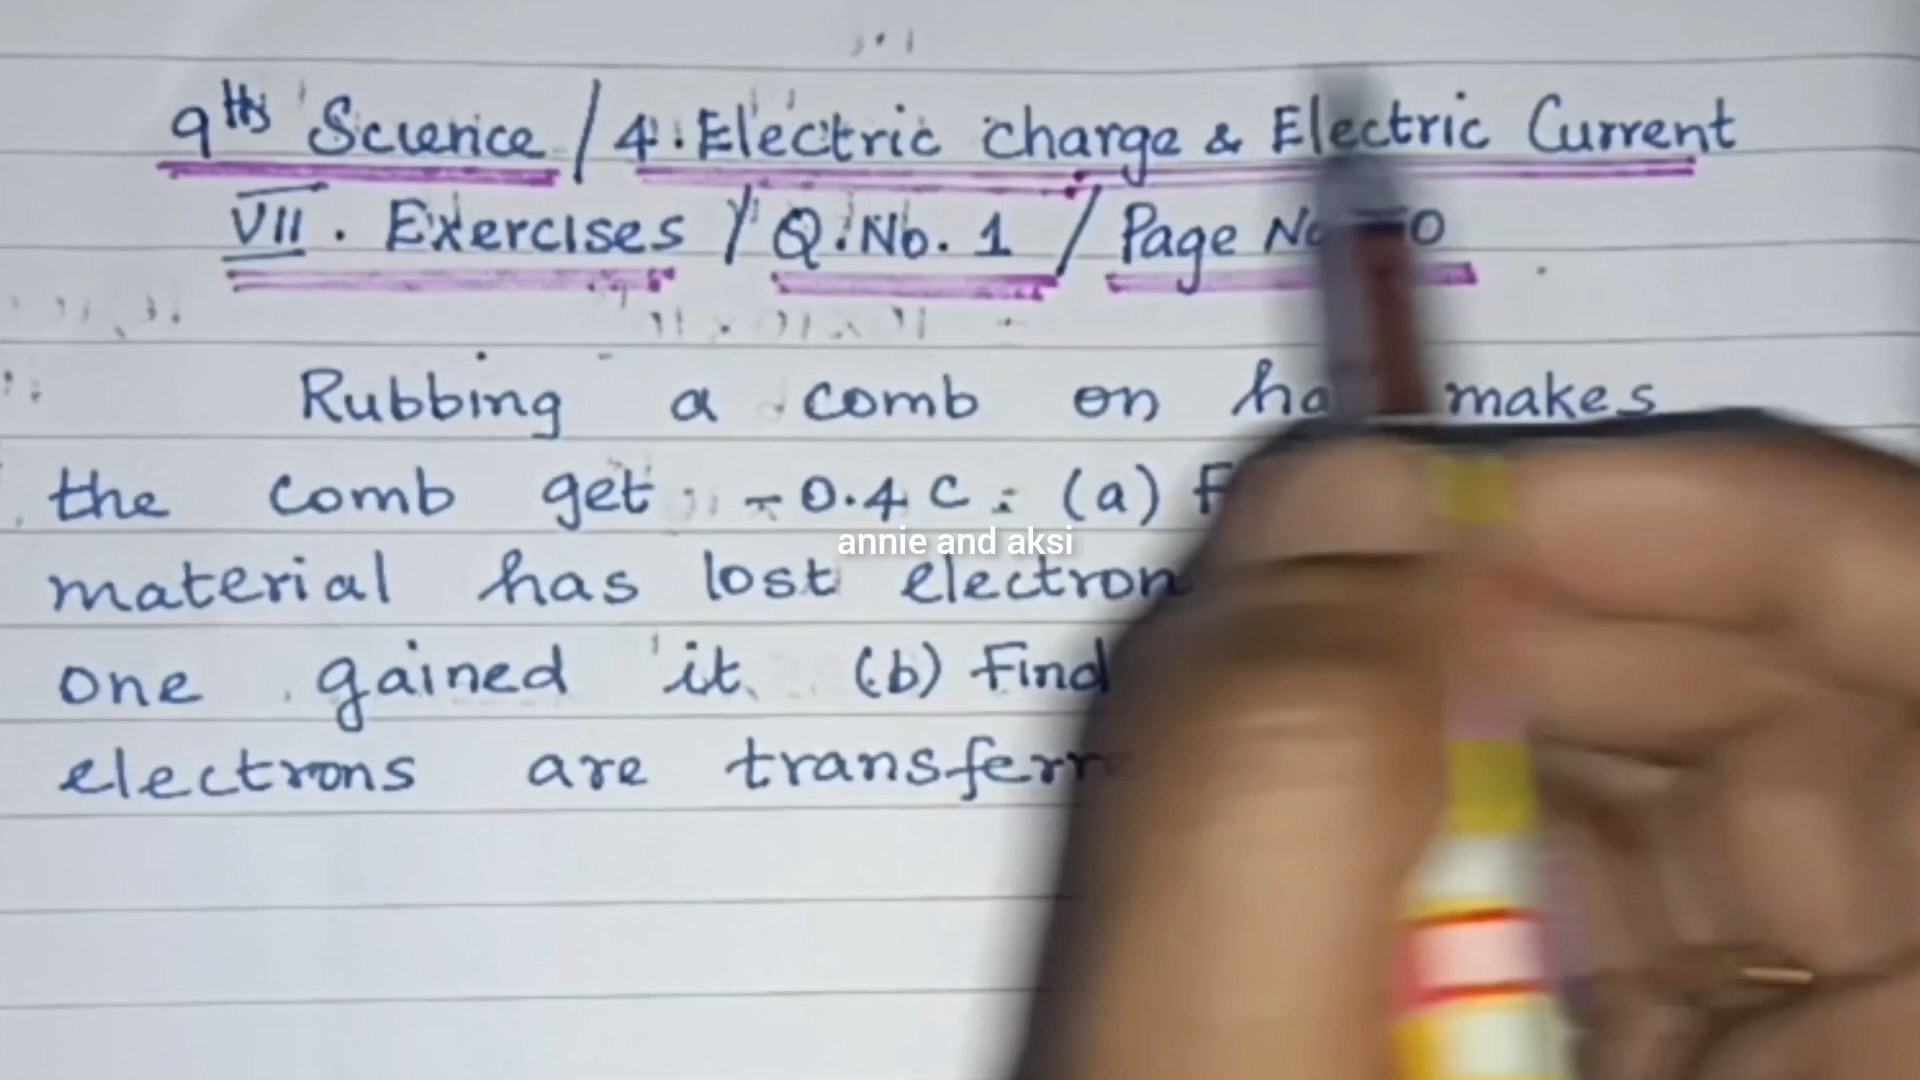 9th Science / 4. Electric charge & Electric Current
VII. Exercises / Q.No. 1 / Page
Rubbing a comb on makes
the comb get -0.4 C. (a)
annie and aksi
material has lost electron
one gained it. (b) Find
electrons are